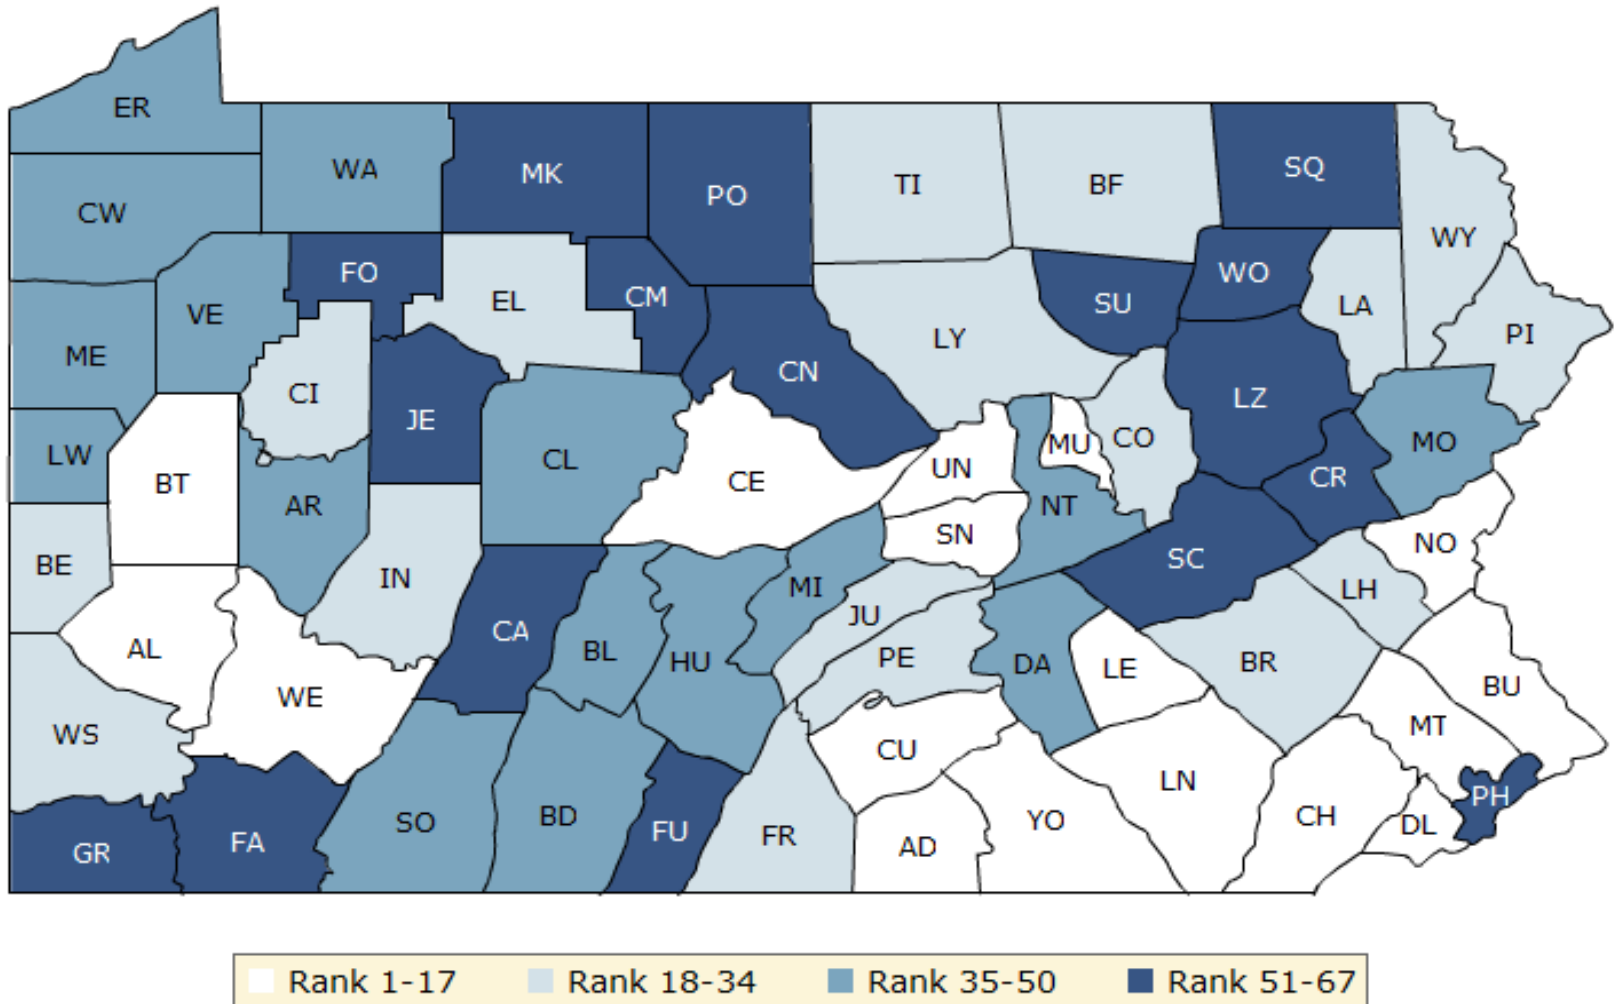 ER
WA
MK
PO
TI
BF
SQ
CW
WY
FO
EL
CM
SU
WO
LA
VE
ME
LY
PI
CI
JE
CN
LZ
LW
BT
AR
CL
CE
UN
MU
CO
MO
CR
NT
SN
SC
NO
BE
IN
MI
JU
LH
AL
CA
BL
HU
PE
DA
LE
BR
BU
WE
WS
CU
MT
LN
GR
FA
SO
BD
FU
FR
AD
YO
CH
DL
PH
Rank 1-17 Rank 18-34 Rank 35-50 Rank 51-67